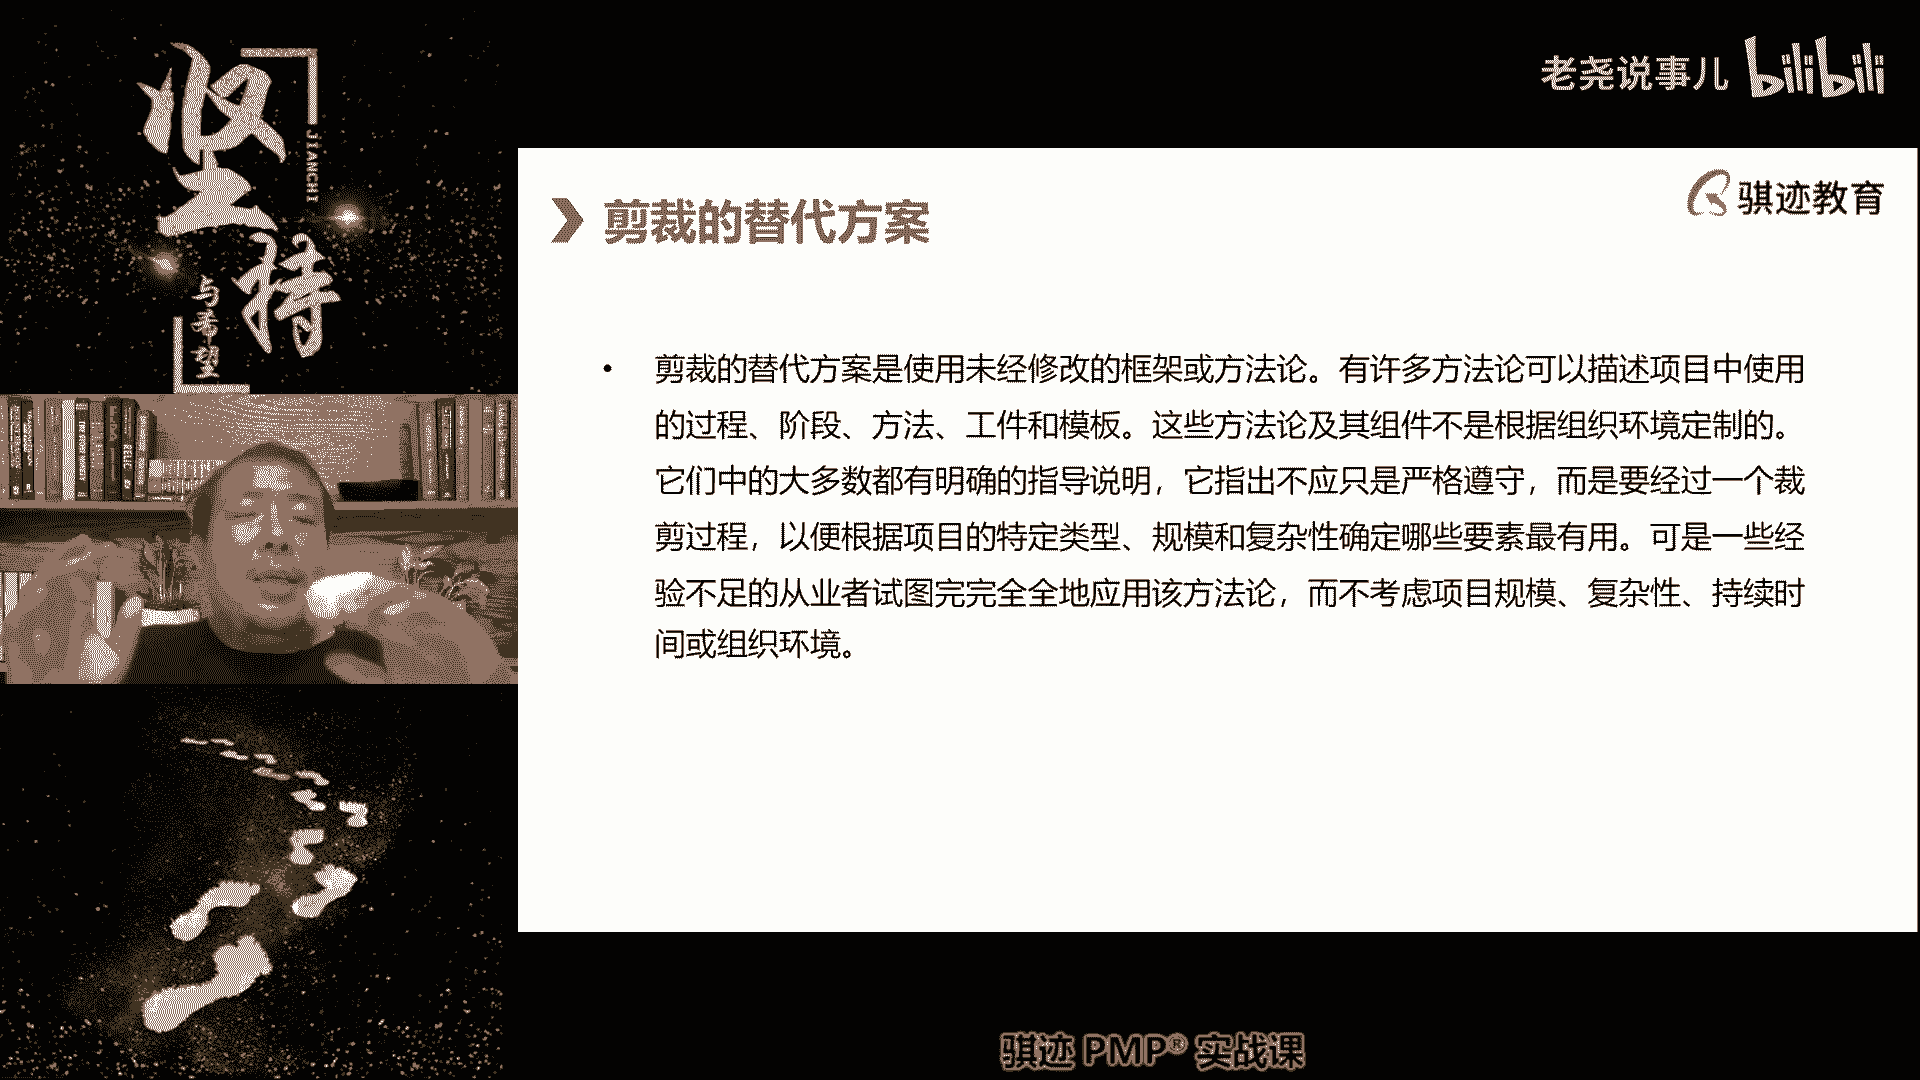 坚持
JIANCHI
与希望
老尧说事儿 bilibili
骐迹教育
剪裁的替代方案
• 剪裁的替代方案是使用未经修改的框架或方法论。有许多方法论可以描述项目中使用
的过程、阶段、方法、工件和模板。这些方法论及其组件不是根据组织环境定制的。
它们中的大多数都有明确的指导说明，它指出不应只是严格遵守，而是要经过一个裁
剪过程，以便根据项目的特定类型、规模和复杂性确定哪些要素最有用。可是一些经
验不足的从业者试图完完全全地应用该方法论，而不考虑项目规模、复杂性、持续时
间或组织环境。
骐迹 PMP® 实战课